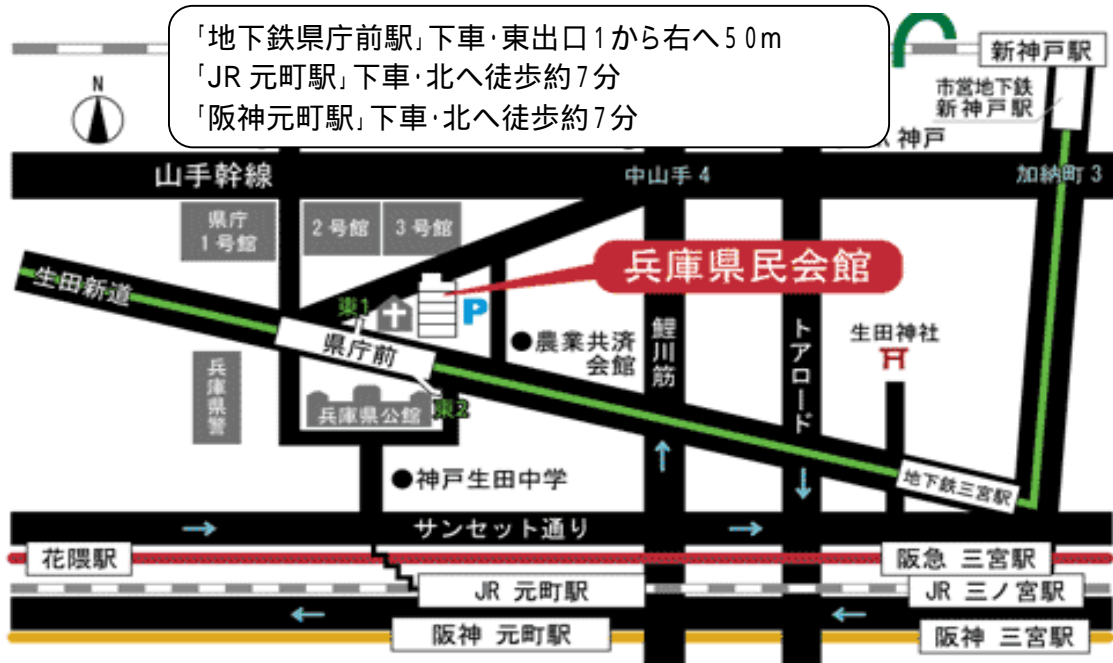 「地下鉄県庁前駅」下車・東出口1から右へ50m
「JR 元町駅」下車・北へ徒歩約7分
「阪神元町駅」下車・北へ徒歩約7分
新神戸駅
市営地下鉄
新神戸駅
N
神戸
山手幹線
中山手 4
加納町 3
県庁
1号館
2号館
3号館
兵庫県民会館
生田新道
東1
P
県庁前
●農業共済
会館
鯉川筋
トアロード
生田神社
兵庫県警
兵庫県公館
東2
●神戸生田中学
地下鉄三宮駅
サンセット通り
花隈駅
阪急 三宮駅
JR 元町駅
JR 三ノ宮駅
阪神 元町駅
阪神 三宮駅